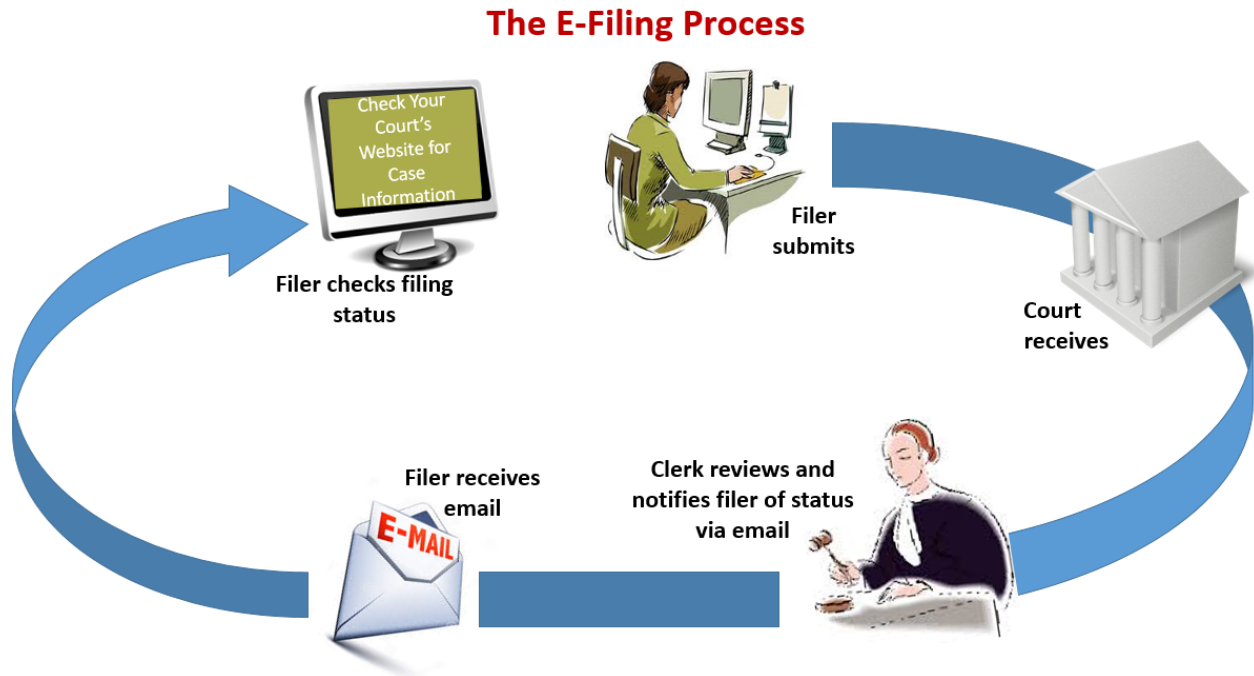 The E-Filing Process
Check Your
Court's
Website for
Case
Information
Filer checks filing
status
Filer
submits
Court
receives
Clerk reviews and
notifies filer of status
via email
Filer receives
email
E-MAIL